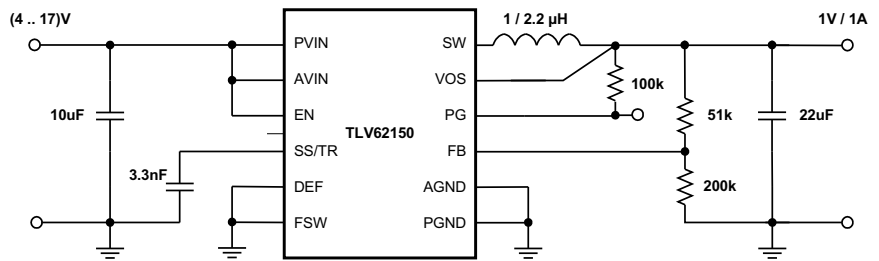 (4 .. 17)V
1 / 2.2 µH
1V / 1A
PVIN
SW
AVIN
VOS
100k
10uF
EN
PG
51k
22uF
TLV62150
SS/TR
FB
3.3nF
DEF
AGND
200k
FSW
PGND